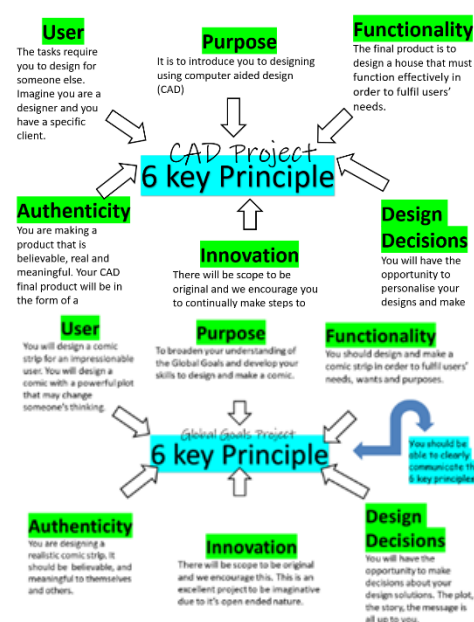 User
The tasks require
you to design for
someone else.
Imagine you are a
designer and you
have a specific
client.
Purpose
It is to introduce you to designing
using computer aided design
(CAD)
Functionality
The final product is to
design a house that must
function effectively in
order to fulfil users'
needs.
CAD Project
6 key Principle
Authenticity
You are making a
product that is
believable, real and
meaningful. Your CAD
final product will be in
the form of a
Innovation
There will be scope to be
original and we encourage you
to continually make steps to
Design
Decisions
You will have the
opportunity to
personalise your
designs and make
User
You will design a comic
strip for an impressionable
user. You will design a
comic with a powerful plot
that may change
someone's thinking.
Purpose
To broaden your understanding of
the Global Goals and develop your
skills to design and make a comic.
Functionality
You should design and make a
comic strip in order to fulfil users'
needs, wants and purposes.
Global Goals Project
6 key Principle
You should be
able to clearly
communicate th
6 key principles
Authenticity
You are designing a
realistic comic strip. It
should be believable, and
meaningful to themselves
and others.
Innovation
There will be scope to be original
and we encourage this. This is an
excellent project to be imaginative
due to it's open ended nature.
Design
Decisions
You will have the
opportunity to make
decisions about your
design solutions. The plot,
the story, the message is
all up to you.